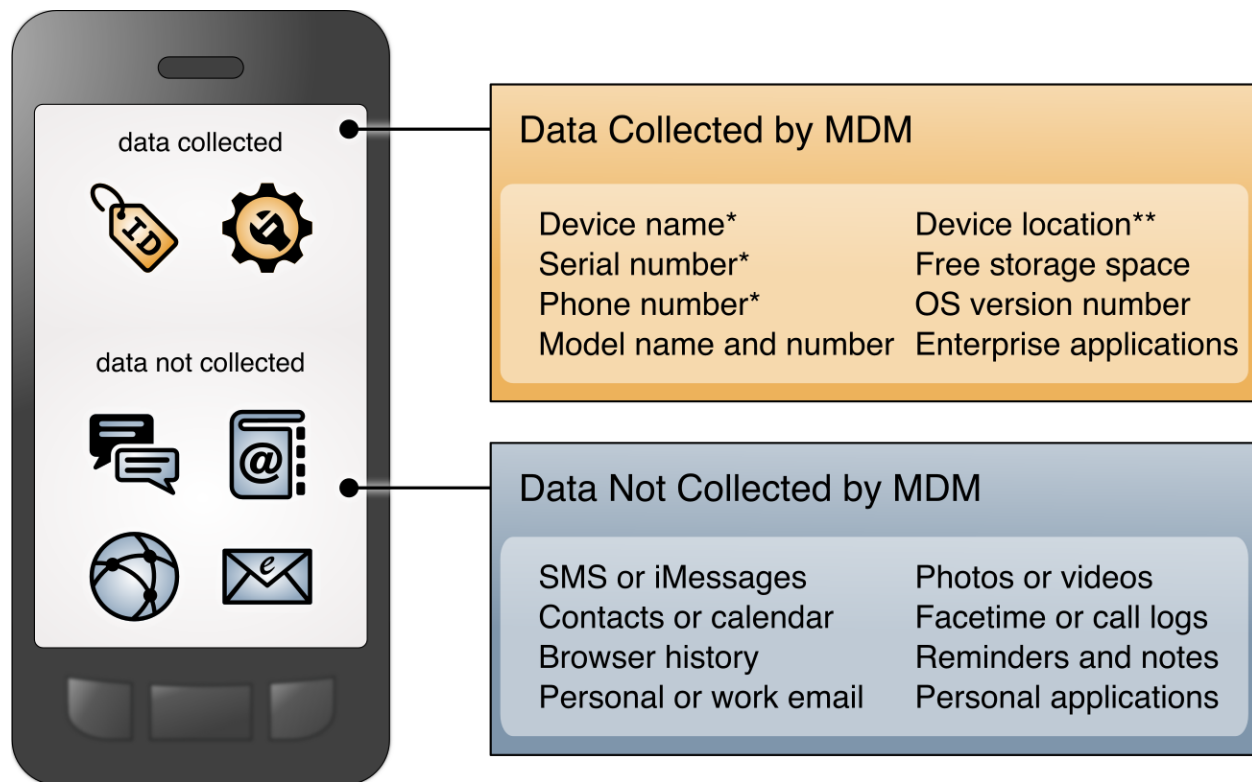 data collected
ID
data not collected
@
e
Data Collected by MDM
Device name*
Serial number*
Phone number*
Model name and number
Device location**
Free storage space
OS version number
Enterprise applications
Data Not Collected by MDM
SMS or iMessages
Contacts or calendar
Browser history
Personal or work email
Photos or videos
Facetime or call logs
Reminders and notes
Personal applications